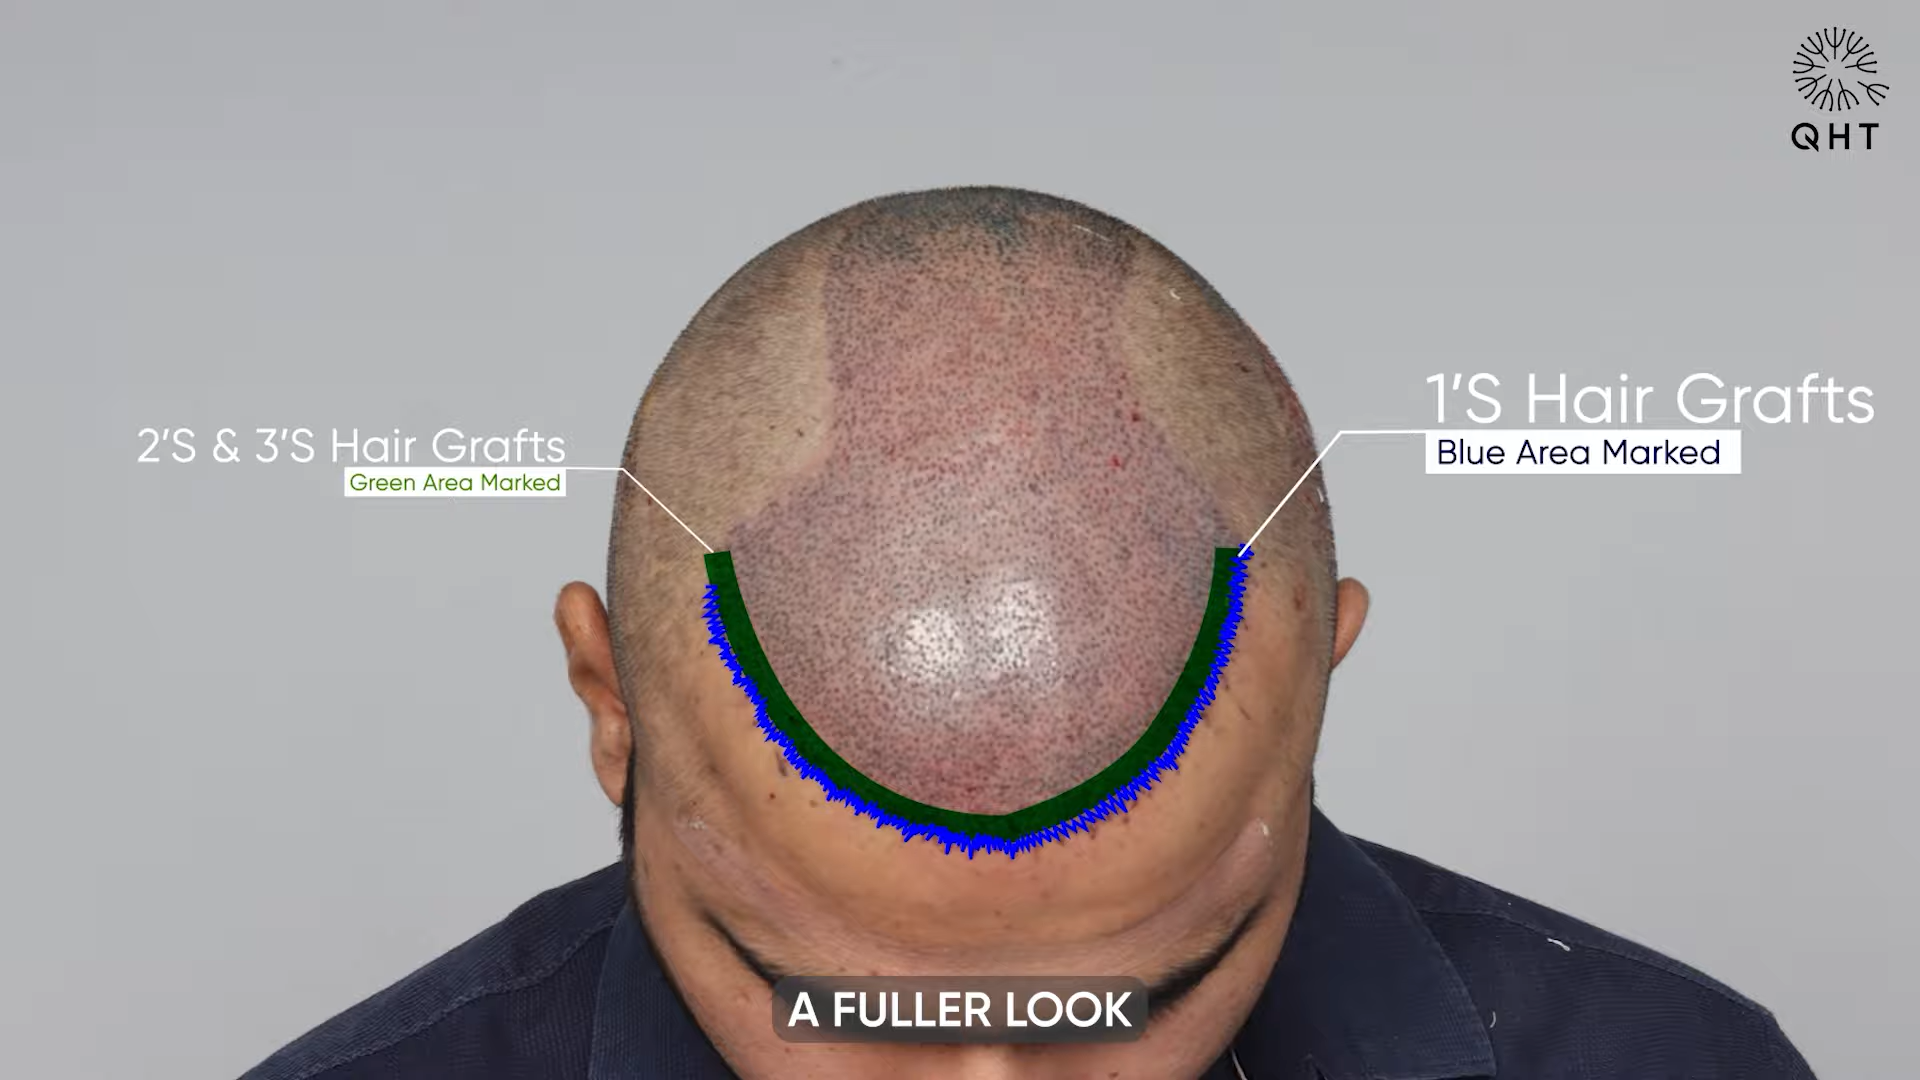 QHT
2'S & 3'S Hair Grafts
Green Area Marked
1'S Hair Grafts
Blue Area Marked
A FULLER LOOK